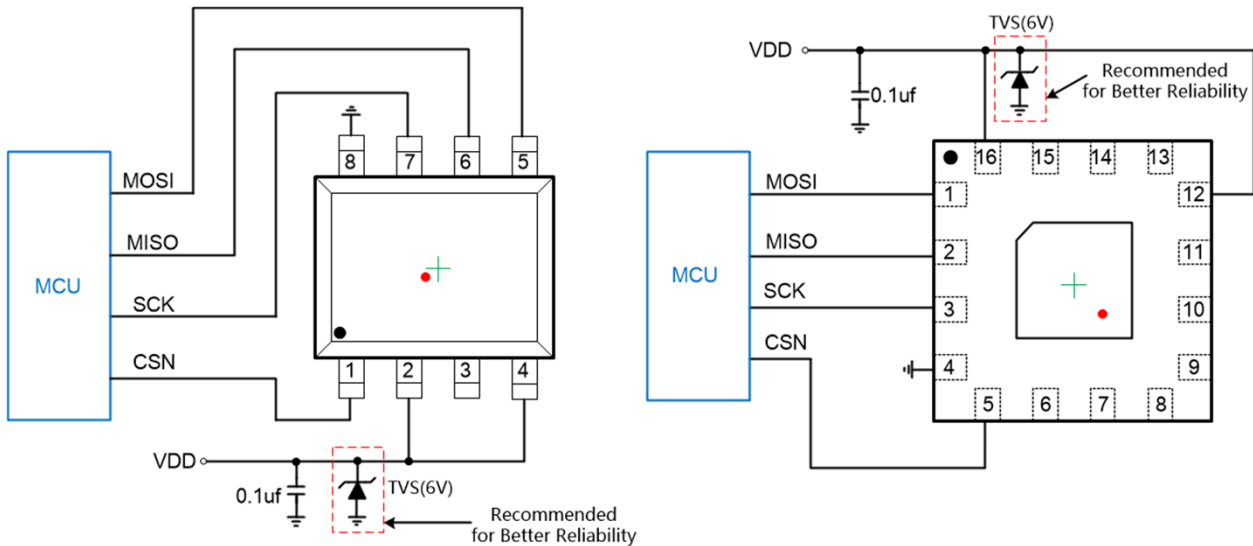 8
7
6
5
MOSI
MISO
MCU
SCK
CSN
1
2
3
4
VDD
0.1uf
TVS(6V)
Recommended
for Better Reliability
TVS(6V)
VDD
Recommended
for Better Reliability
0.1uf
16
15
14
13
MOSI
1
12
MISO
2
11
MCU
SCK
3
10
CSN
4
9
5
6
7
8